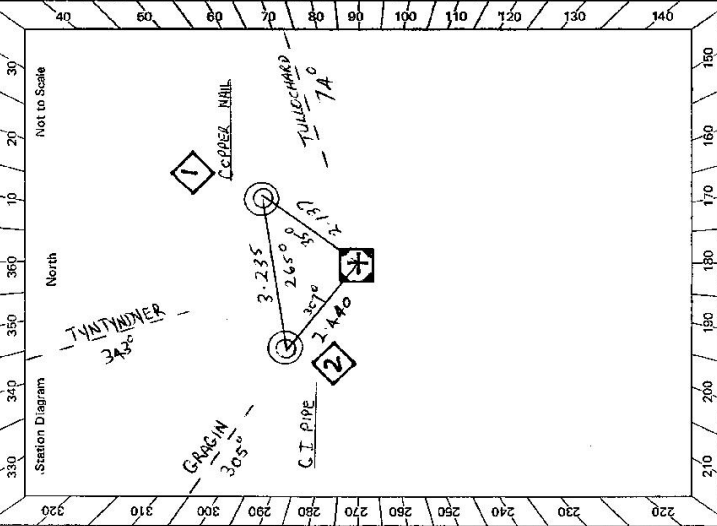 40 50 60 70 80 90 100 110 120 130 140
30 20 10 360 350 340 330
150 160 170 180 190 200 210
320 310 300 290 280 270 260 250 240 230 220
Station Diagram
North
Not to Scale
TYNTYNDYER
343°
GRAGIN
305°
TULLOCHARD
74°
1
COPPER NAIL
2
G I PIPE
3.235
265°
35°
2.137
307°
2.440